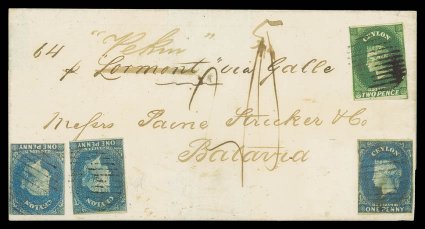 "Pekin"
64
p Lormont via Galle
Messrs Paine Stricker & Co
Batavia
CEYLON
TWO PENCE
CEYLON
ONE PENNY
CEYLON
ONE PENNY
CEYLON
ONE PENNY